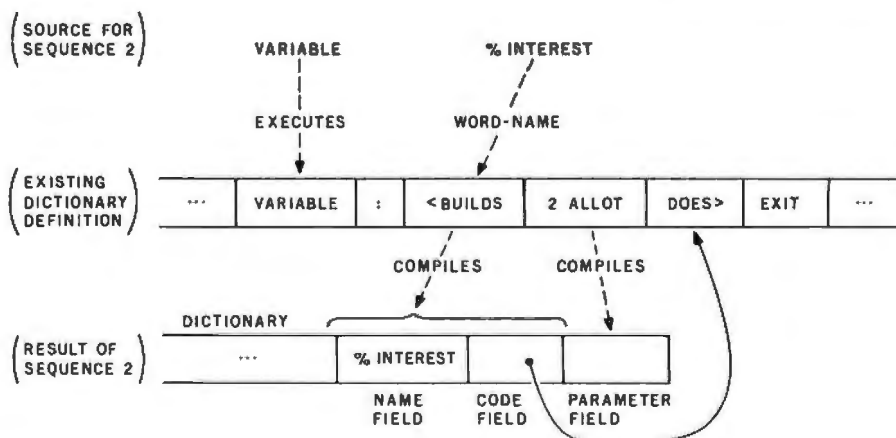 (SOURCE FOR SEQUENCE 2)
VARIABLE
% INTEREST
EXECUTES
WORD-NAME
(EXISTING DICTIONARY DEFINITION)
... VARIABLE : <BUILDS 2 ALLOT DOES> EXIT ...
COMPILES COMPILES
DICTIONARY
(RESULT OF SEQUENCE 2)
... % INTEREST
NAME FIELD
CODE FIELD
PARAMETER FIELD